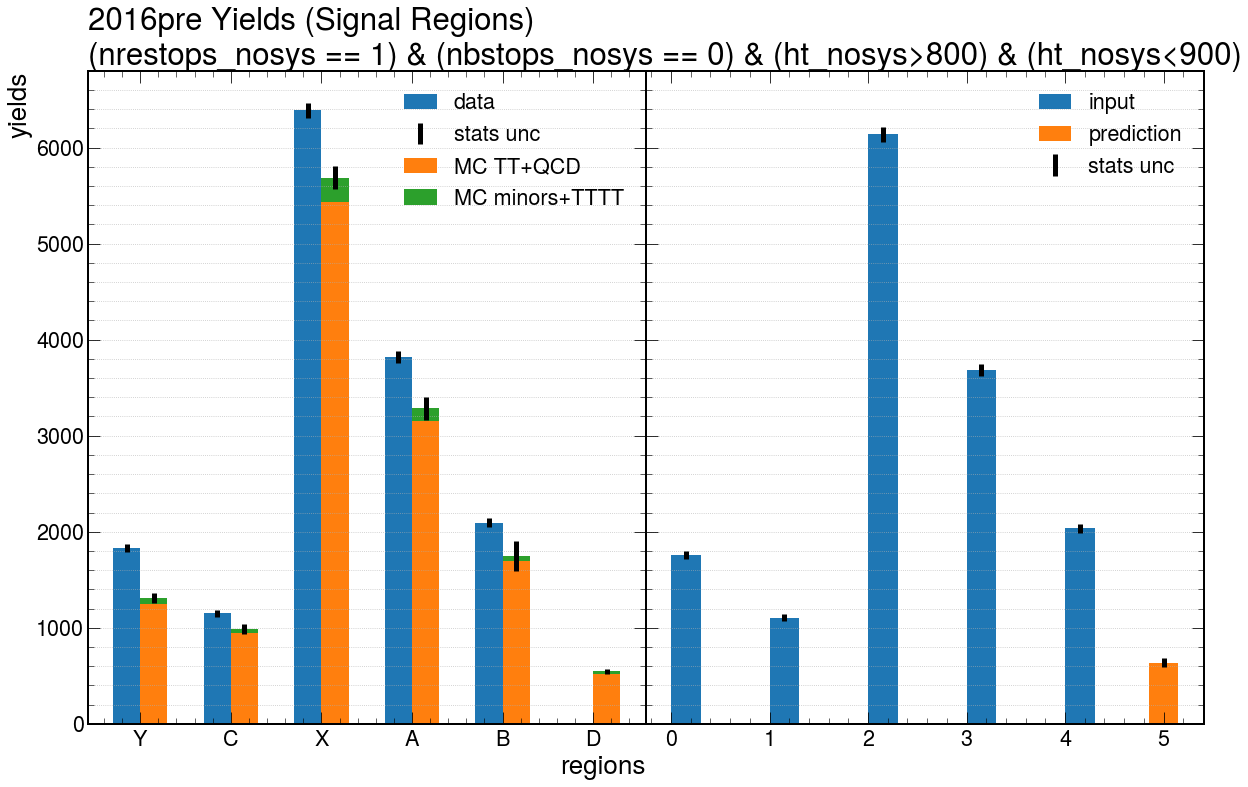 2016pre Yields (Signal Regions)
(nrestops_nosys == 1) & (nbstops_nosys == 0) & (ht_nosys>800) & (ht_nosys<900)
yields
6000
5000
4000
3000
2000
1000
0
data
stats unc
MC TT+QCD
MC minors+TTTT
input
prediction
stats unc
Y C X A B D
0 1 2 3 4 5
regions